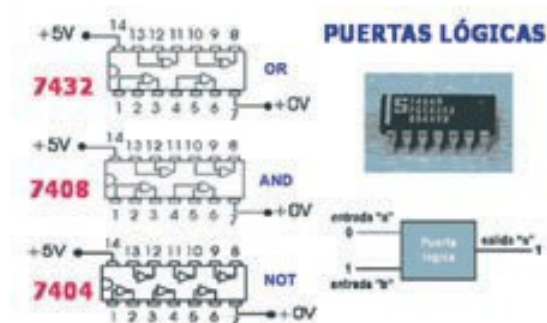 PUERTAS LÓGICAS
+5V 14 13 12 11 10 9 8
7432
OR
1 2 3 4 5 6 7 +0V
+5V 14 13 12 11 10 9 8
7408
AND
1 2 3 4 5 6 7 +0V
+5V 14 13 12 11 10 9 8
7404
NOT
1 2 3 4 5 6 7 +0V
S
entrada "a"
0
Puerta
lógica
salida "s"
1
1
entrada "b"